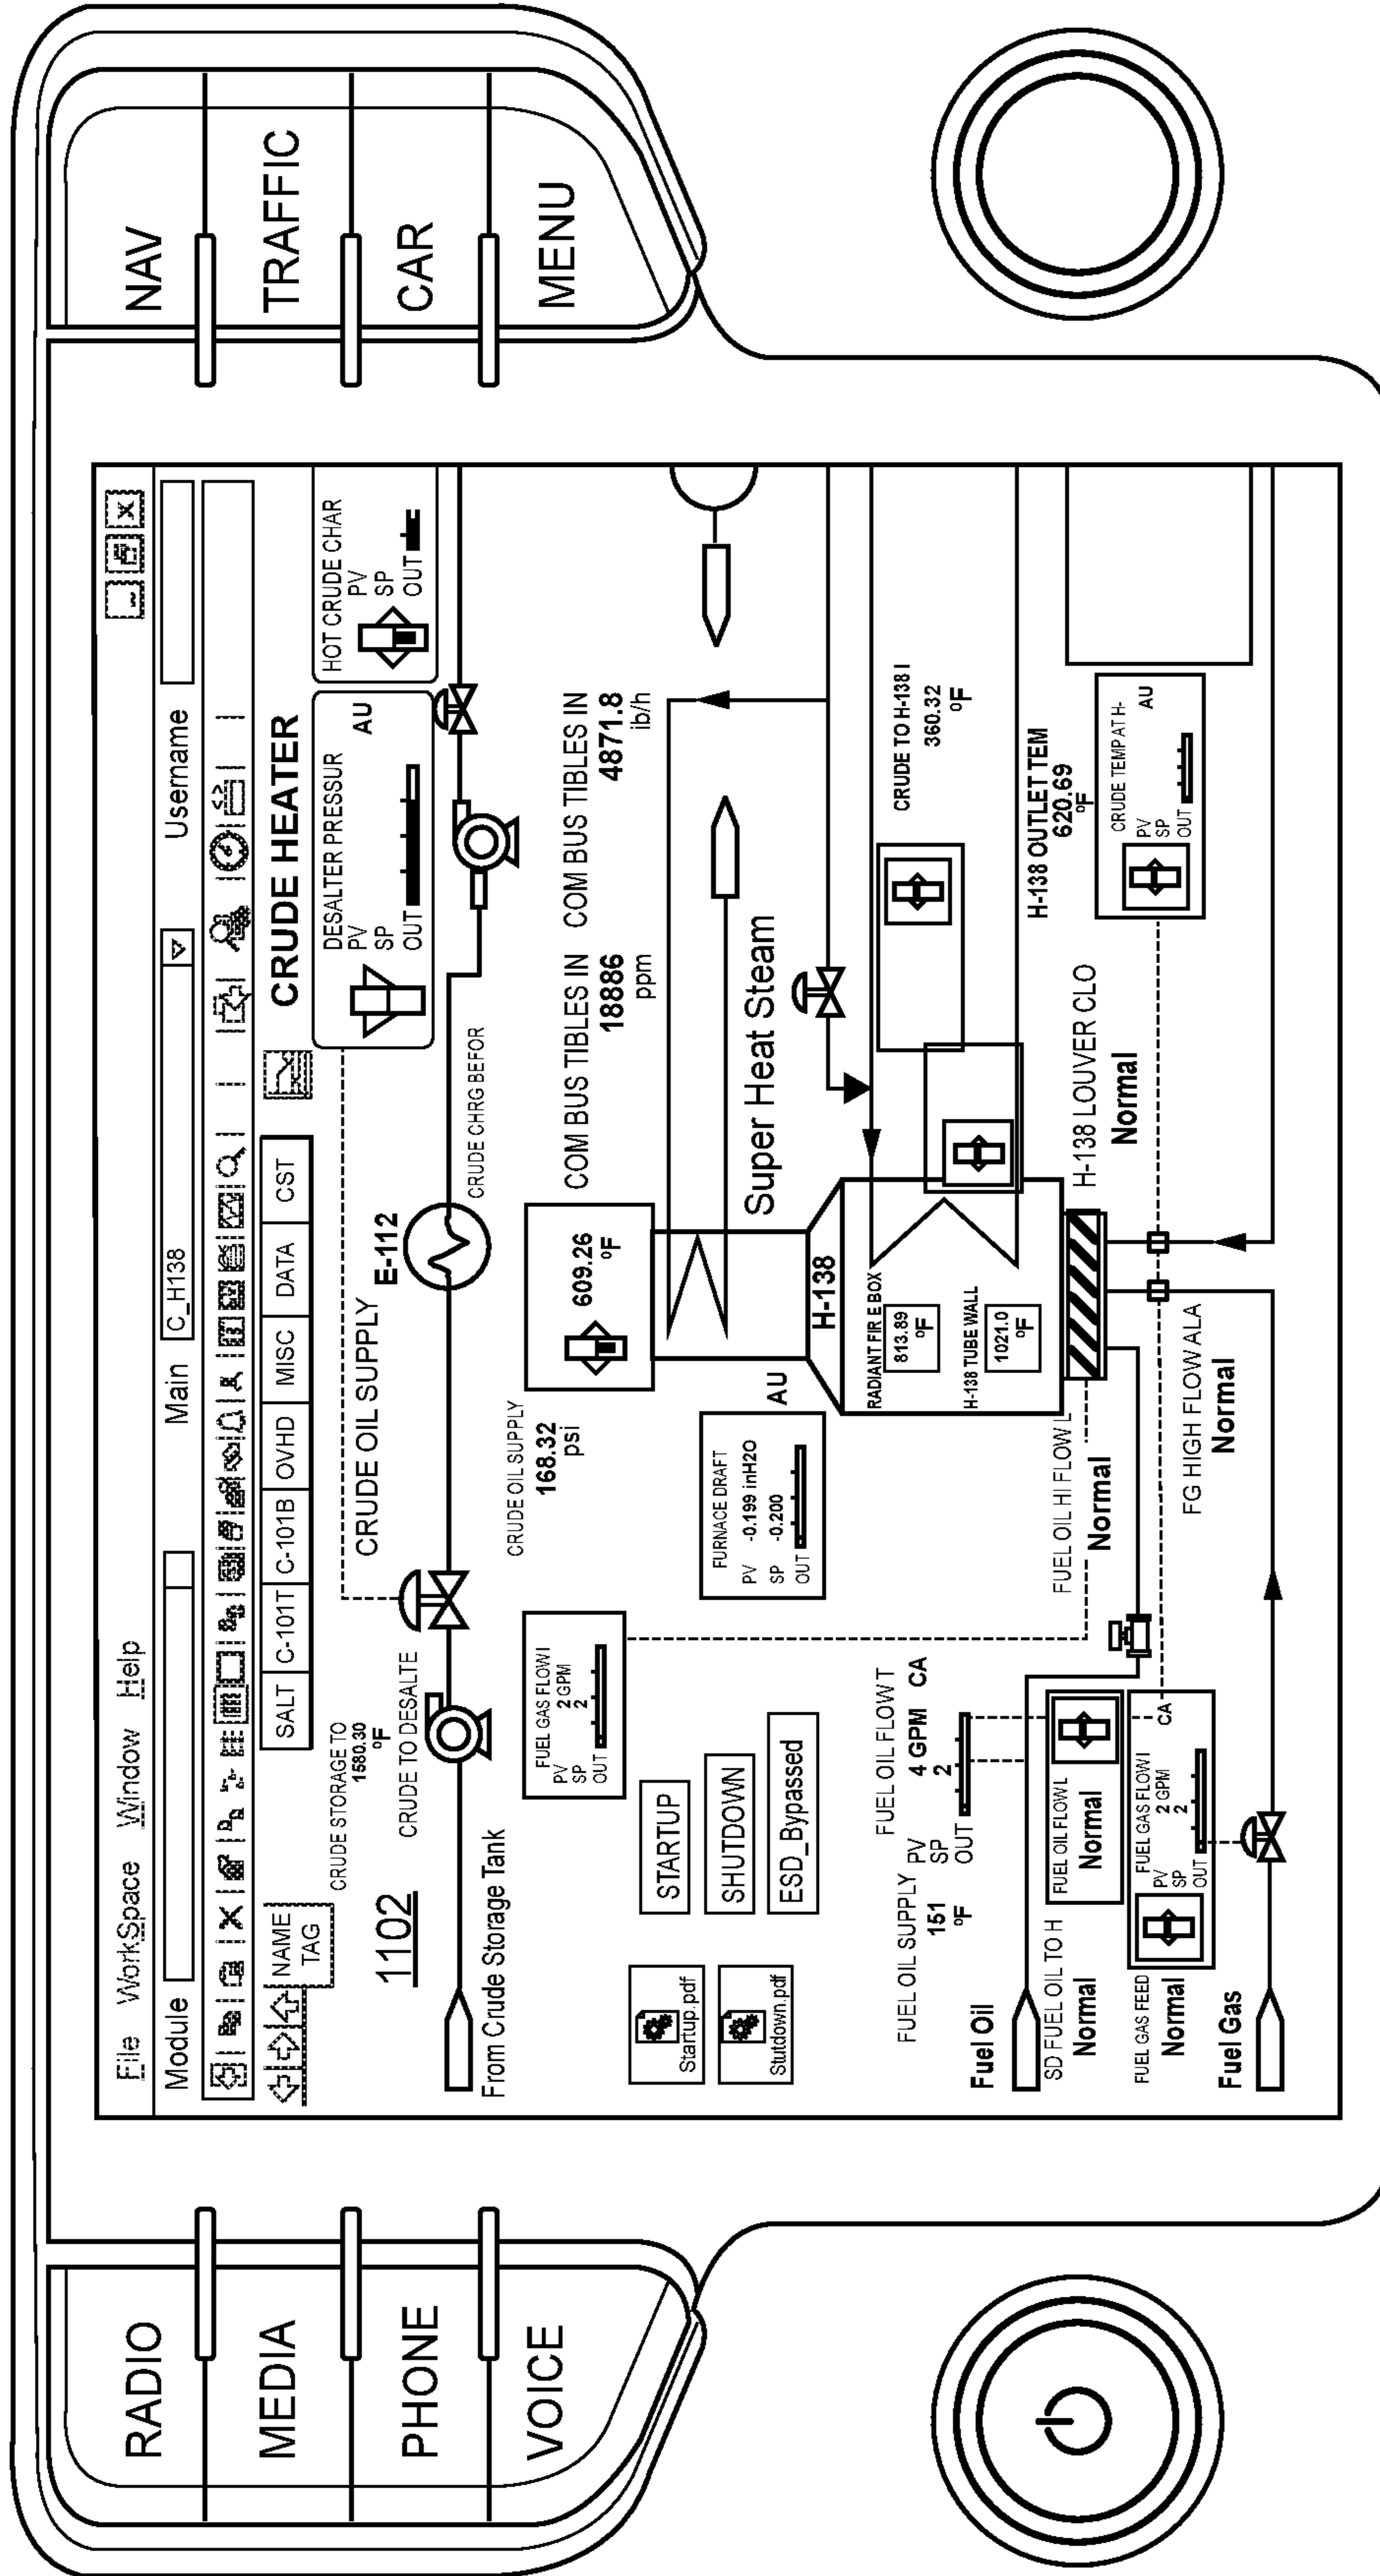 RADIO
MEDIA
PHONE
VOICE
NAV
TRAFFIC
CAR
MENU
File WorkSpace Window Help
Module
Main C_H138
Username
NAME
TAG
SALT C-101T C-101B OVHD MISC DATA CST
CRUDE HEATER
CRUDE STORAGE TO
1580.30
°F
CRUDE OIL SUPPLY
E-112
DESALTER PRESSUR
PV
SP
OUT
AU
HOT CRUDE CHAR
PV
SP
OUT
1102
CRUDE TO DESALTE
From Crude Storage Tank
CRUDE CHRG BEFOR
CRUDE OIL SUPPLY
168.32
psi
609.26
°F
COM BUS TIBLES IN
18886
ppm
COM BUS TIBLES IN
4871.8
ib/h
FUEL GAS FLOWI
PV 2 GPM
SP 2
OUT
Startup.pdf
Stutdown.pdf
STARTUP
SHUTDOWN
ESD_Bypassed
FURNACE DRAFT
PV -0.199 inH2O
SP -0.200
OUT
AU
Super Heat Steam
H-138
RADIANT FIR E BOX
813.89
°F
H-138 TUBE WALL
1021.0
°F
CRUDE TO H-138 I
360.32
°F
H-138 OUTLET TEM
620.69
°F
FUEL OIL SUPPLY
151
°F
FUEL OIL FLOW T
PV 4 GPM CA
SP 2
OUT
Fuel Oil
SD FUEL OIL TO H
Normal
FUEL OIL FLOWL
Normal
FUEL OIL HI FLOW L
Normal
H-138 LOUVER CLO
Normal
CRUDE TEMP AT H-
PV
SP
OUT
AU
FUEL GAS FEED
Normal
FUEL GAS FLOWI
PV 2 GPM
SP 2
OUT
CA
FG HIGH FLOW ALA
Normal
Fuel Gas